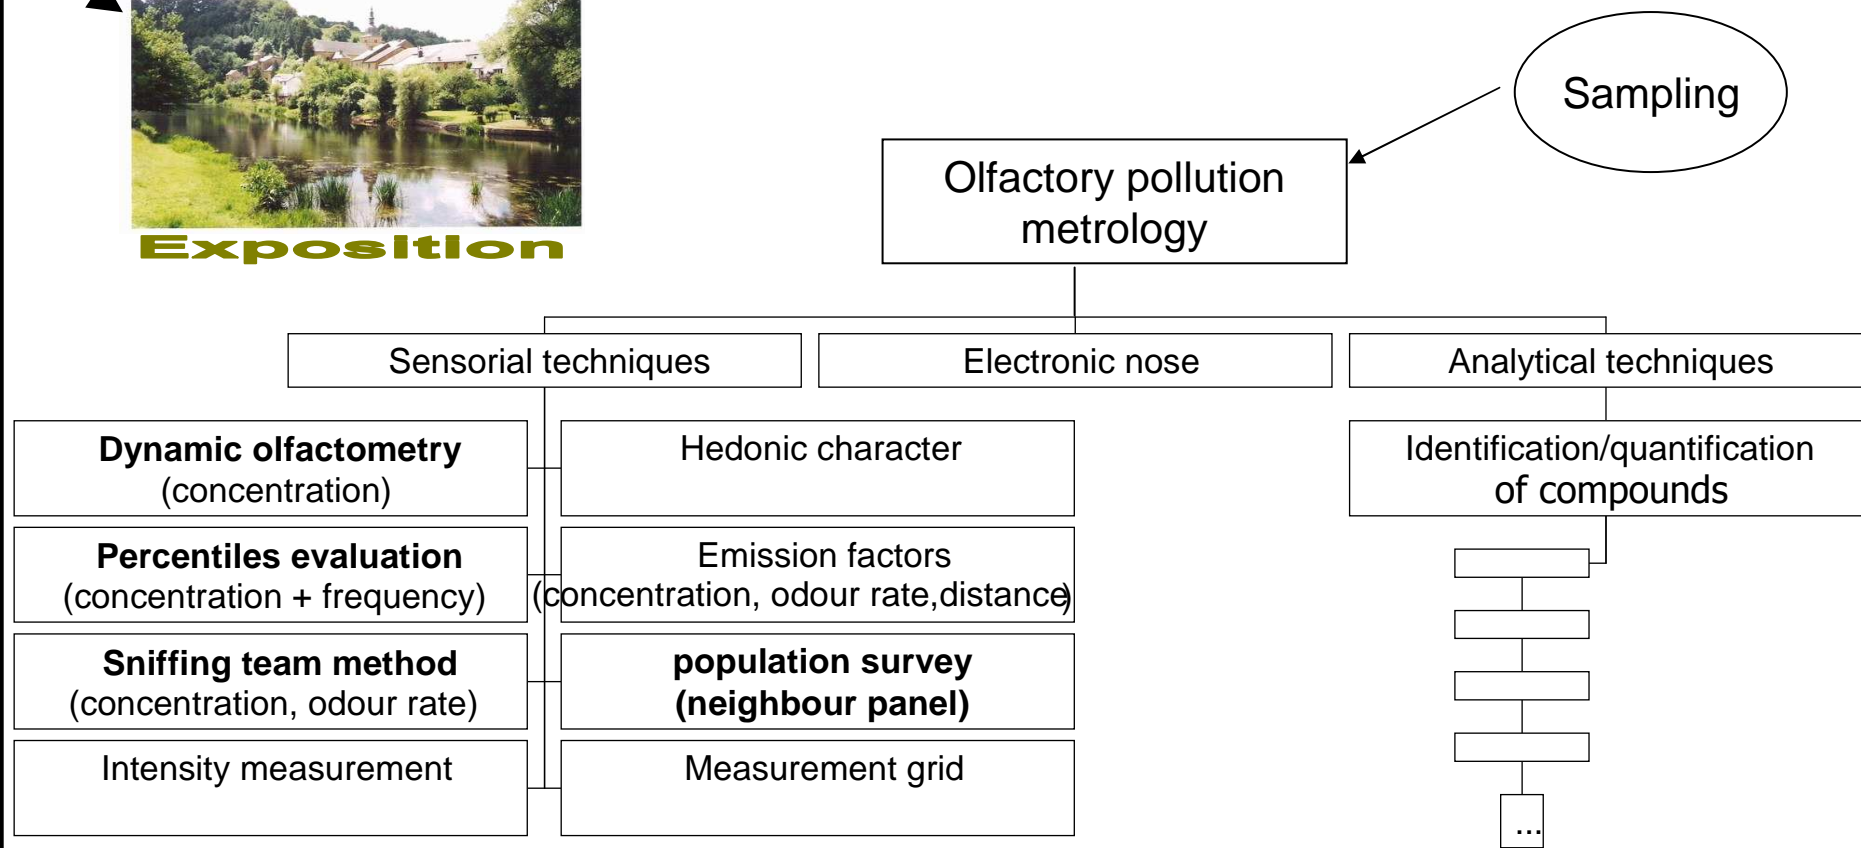 Exposition
Sampling
Olfactory pollution
metrology
Sensorial techniques
Electronic nose
Analytical techniques
Dynamic olfactometry
(concentration)
Hedonic character
Identification/quantification
of compounds
Percentiles evaluation
(concentration + frequency)
Emission factors
(concentration, odour rate,distance)
Sniffing team method
(concentration, odour rate)
population survey
(neighbour panel)
Intensity measurement
Measurement grid
...